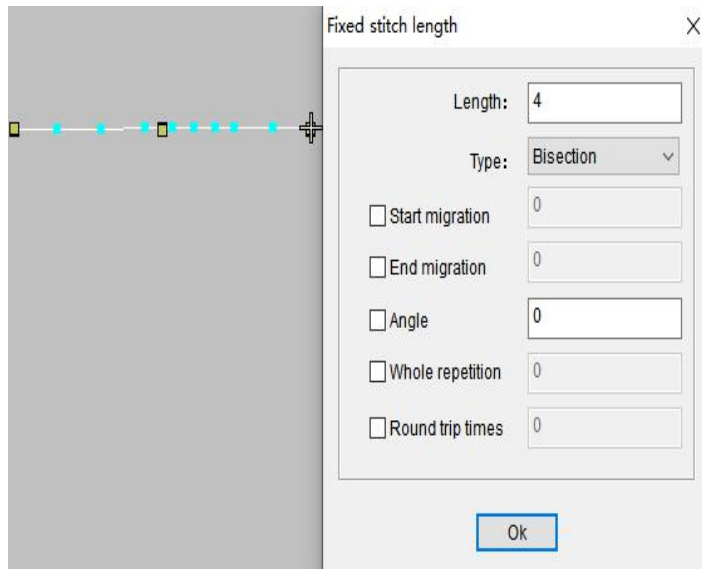 Fixed stitch length
Length: 4
Type: Bisection
Start migration 0
End migration 0
Angle 0
Whole repetition 0
Round trip times 0
Ok